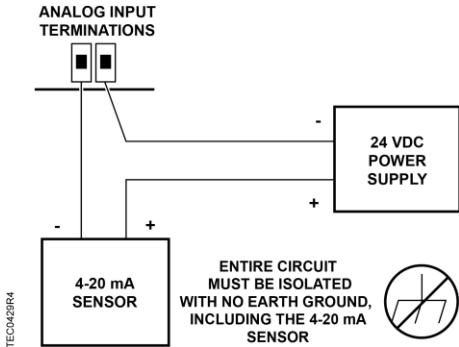 ANALOG INPUT
TERMINATIONS
-
24 VDC
POWER
SUPPLY
+
- +
4-20 mA
SENSOR
ENTIRE CIRCUIT
MUST BE ISOLATED
WITH NO EARTH GROUND,
INCLUDING THE 4-20 mA
SENSOR
TEC0429R4